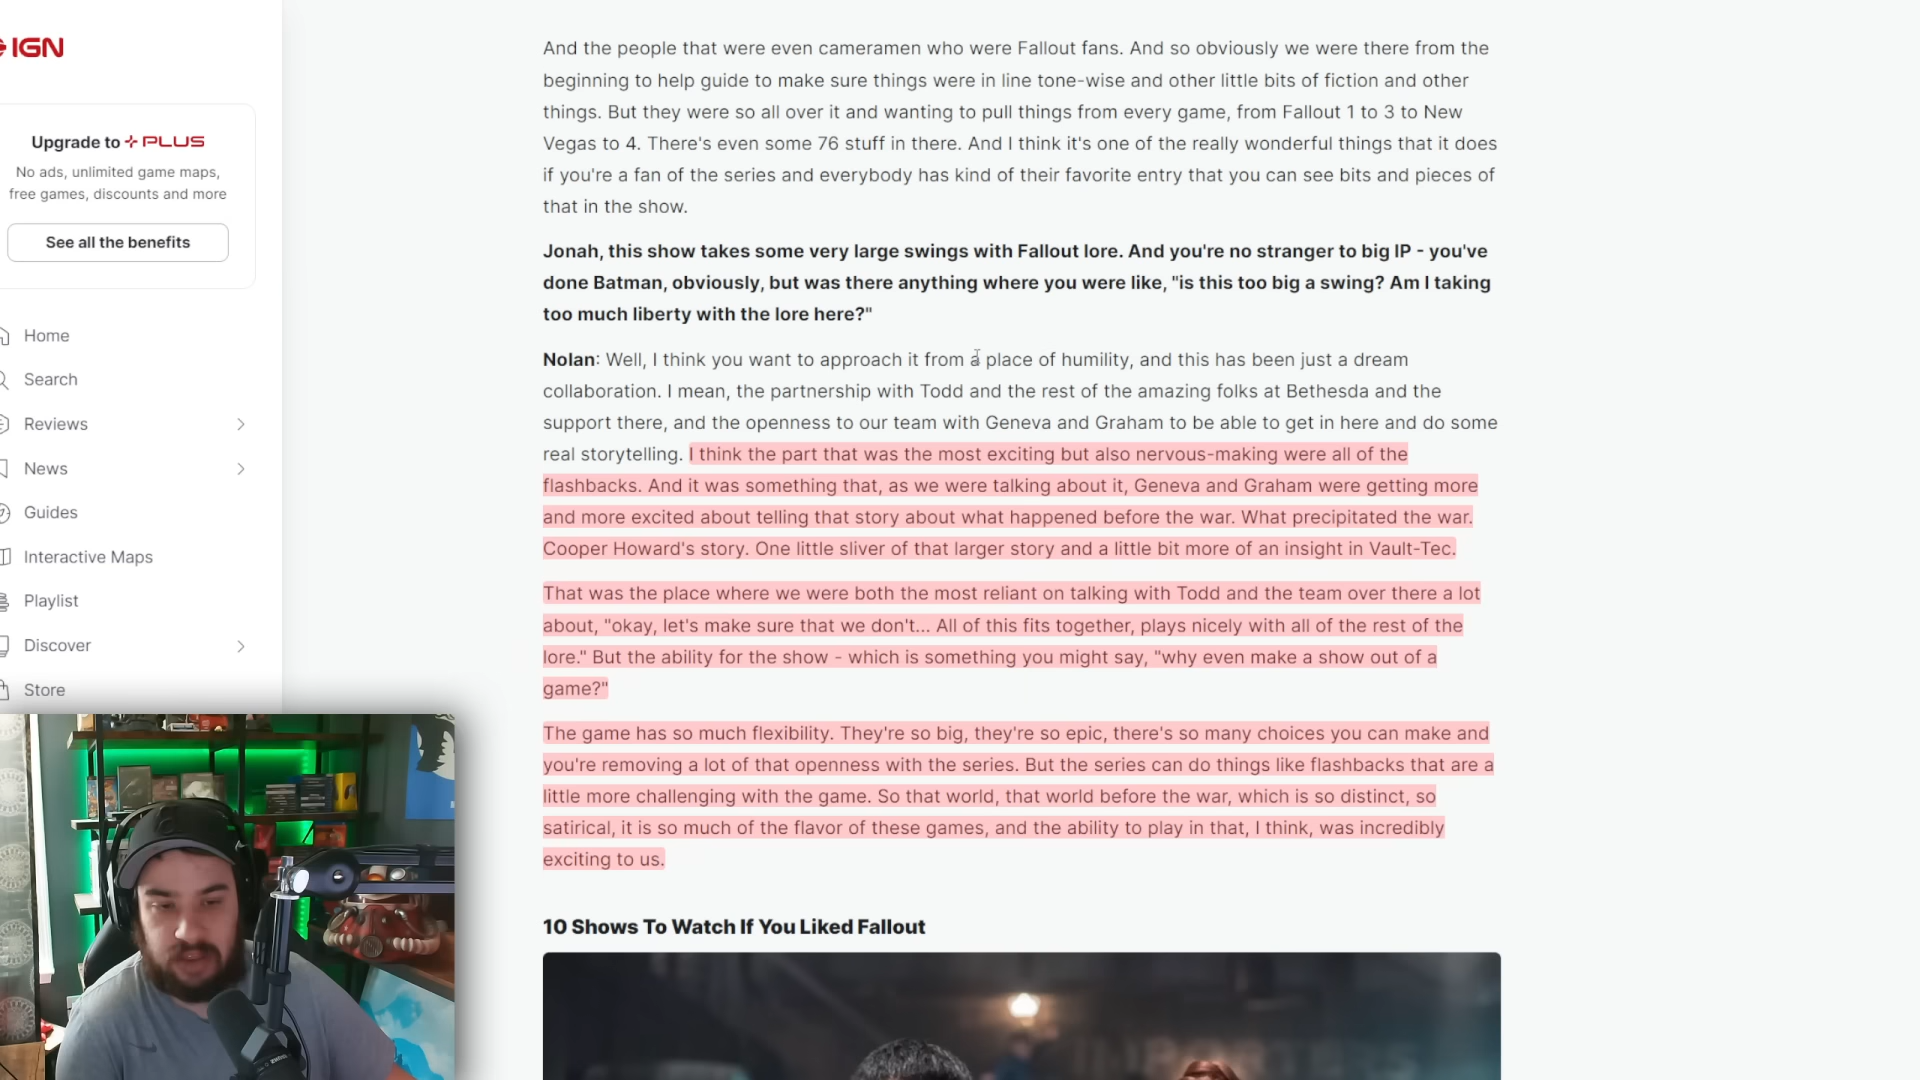 IGN
Upgrade to PLUS
No ads, unlimited game maps,
free games, discounts and more
See all the benefits
Home
Search
Reviews
News
Guides
Interactive Maps
Playlist
Discover
Store
And the people that were even cameramen who were Fallout fans. And so obviously we were there from the
beginning to help guide to make sure things were in line tone-wise and other little bits of fiction and other
things. But they were so all over it and wanting to pull things from every game, from Fallout 1 to 3 to New
Vegas to 4. There's even some 76 stuff in there. And I think it's one of the really wonderful things that it does
if you're a fan of the series and everybody has kind of their favorite entry that you can see bits and pieces of
that in the show.
Jonah, this show takes some very large swings with Fallout lore. And you're no stranger to big IP - you've
done Batman, obviously, but was there anything where you were like, "is this too big a swing? Am I taking
too much liberty with the lore here?"
Nolan: Well, I think you want to approach it from a place of humility, and this has been just a dream
collaboration. I mean, the partnership with Todd and the rest of the amazing folks at Bethesda and the
support there, and the openness to our team with Geneva and Graham to be able to get in here and do some
real storytelling. I think the part that was the most exciting but also nervous-making were all of the
flashbacks. And it was something that, as we were talking about it, Geneva and Graham were getting more
and more excited about telling that story about what happened before the war. What precipitated the war.
Cooper Howard's story. One little sliver of that larger story and a little bit more of an insight in Vault-Tec.
That was the place where we were both the most reliant on talking with Todd and the team over there a lot
about, "okay, let's make sure that we don't... All of this fits together, plays nicely with all of the rest of the
lore." But the ability for the show - which is something you might say, "why even make a show out of a
game?"
The game has so much flexibility. They're so big, they're so epic, there's so many choices you can make and
you're removing a lot of that openness with the series. But the series can do things like flashbacks that are a
little more challenging with the game. So that world, that world before the war, which is so distinct, so
satirical, it is so much of the flavor of these games, and the ability to play in that, I think, was incredibly
exciting to us.
10 Shows To Watch If You Liked Fallout